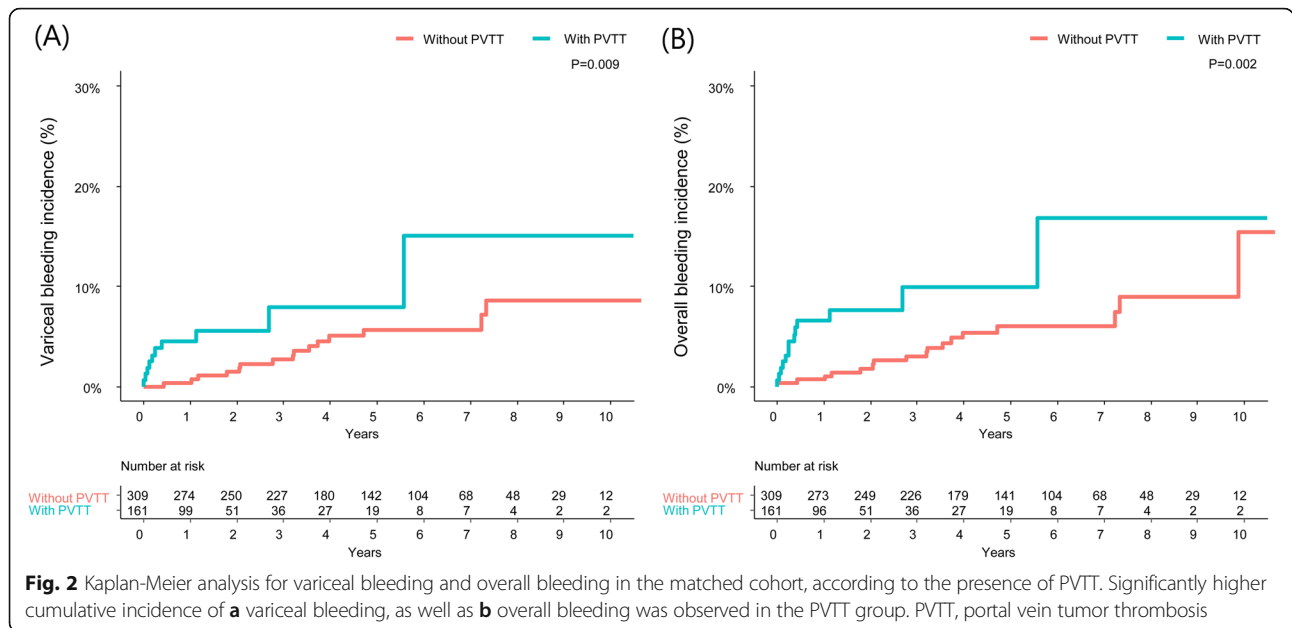 (A)
Without PVTT With PVTT
P=0.009
Variceal bleeding incidence (%)
30%
20%
10%
0%
0 1 2 3 4 5 6 7 8 9 10
Years
Number at risk
Without PVTT 309 274 250 227 180 142 104 68 48 29 12
With PVTT 161 99 51 36 27 19 8 7 4 2 2
0 1 2 3 4 5 6 7 8 9 10
Years
(B)
Without PVTT With PVTT
P=0.002
Overall bleeding incidence (%)
30%
20%
10%
0%
0 1 2 3 4 5 6 7 8 9 10
Years
Number at risk
Without PVTT 309 273 249 226 179 141 104 68 48 29 12
With PVTT 161 96 51 36 27 19 8 7 4 2 2
0 1 2 3 4 5 6 7 8 9 10
Years
Fig. 2 Kaplan-Meier analysis for variceal bleeding and overall bleeding in the matched cohort, according to the presence of PVTT. Significantly higher
cumulative incidence of a variceal bleeding, as well as b overall bleeding was observed in the PVTT group. PVTT, portal vein tumor thrombosis